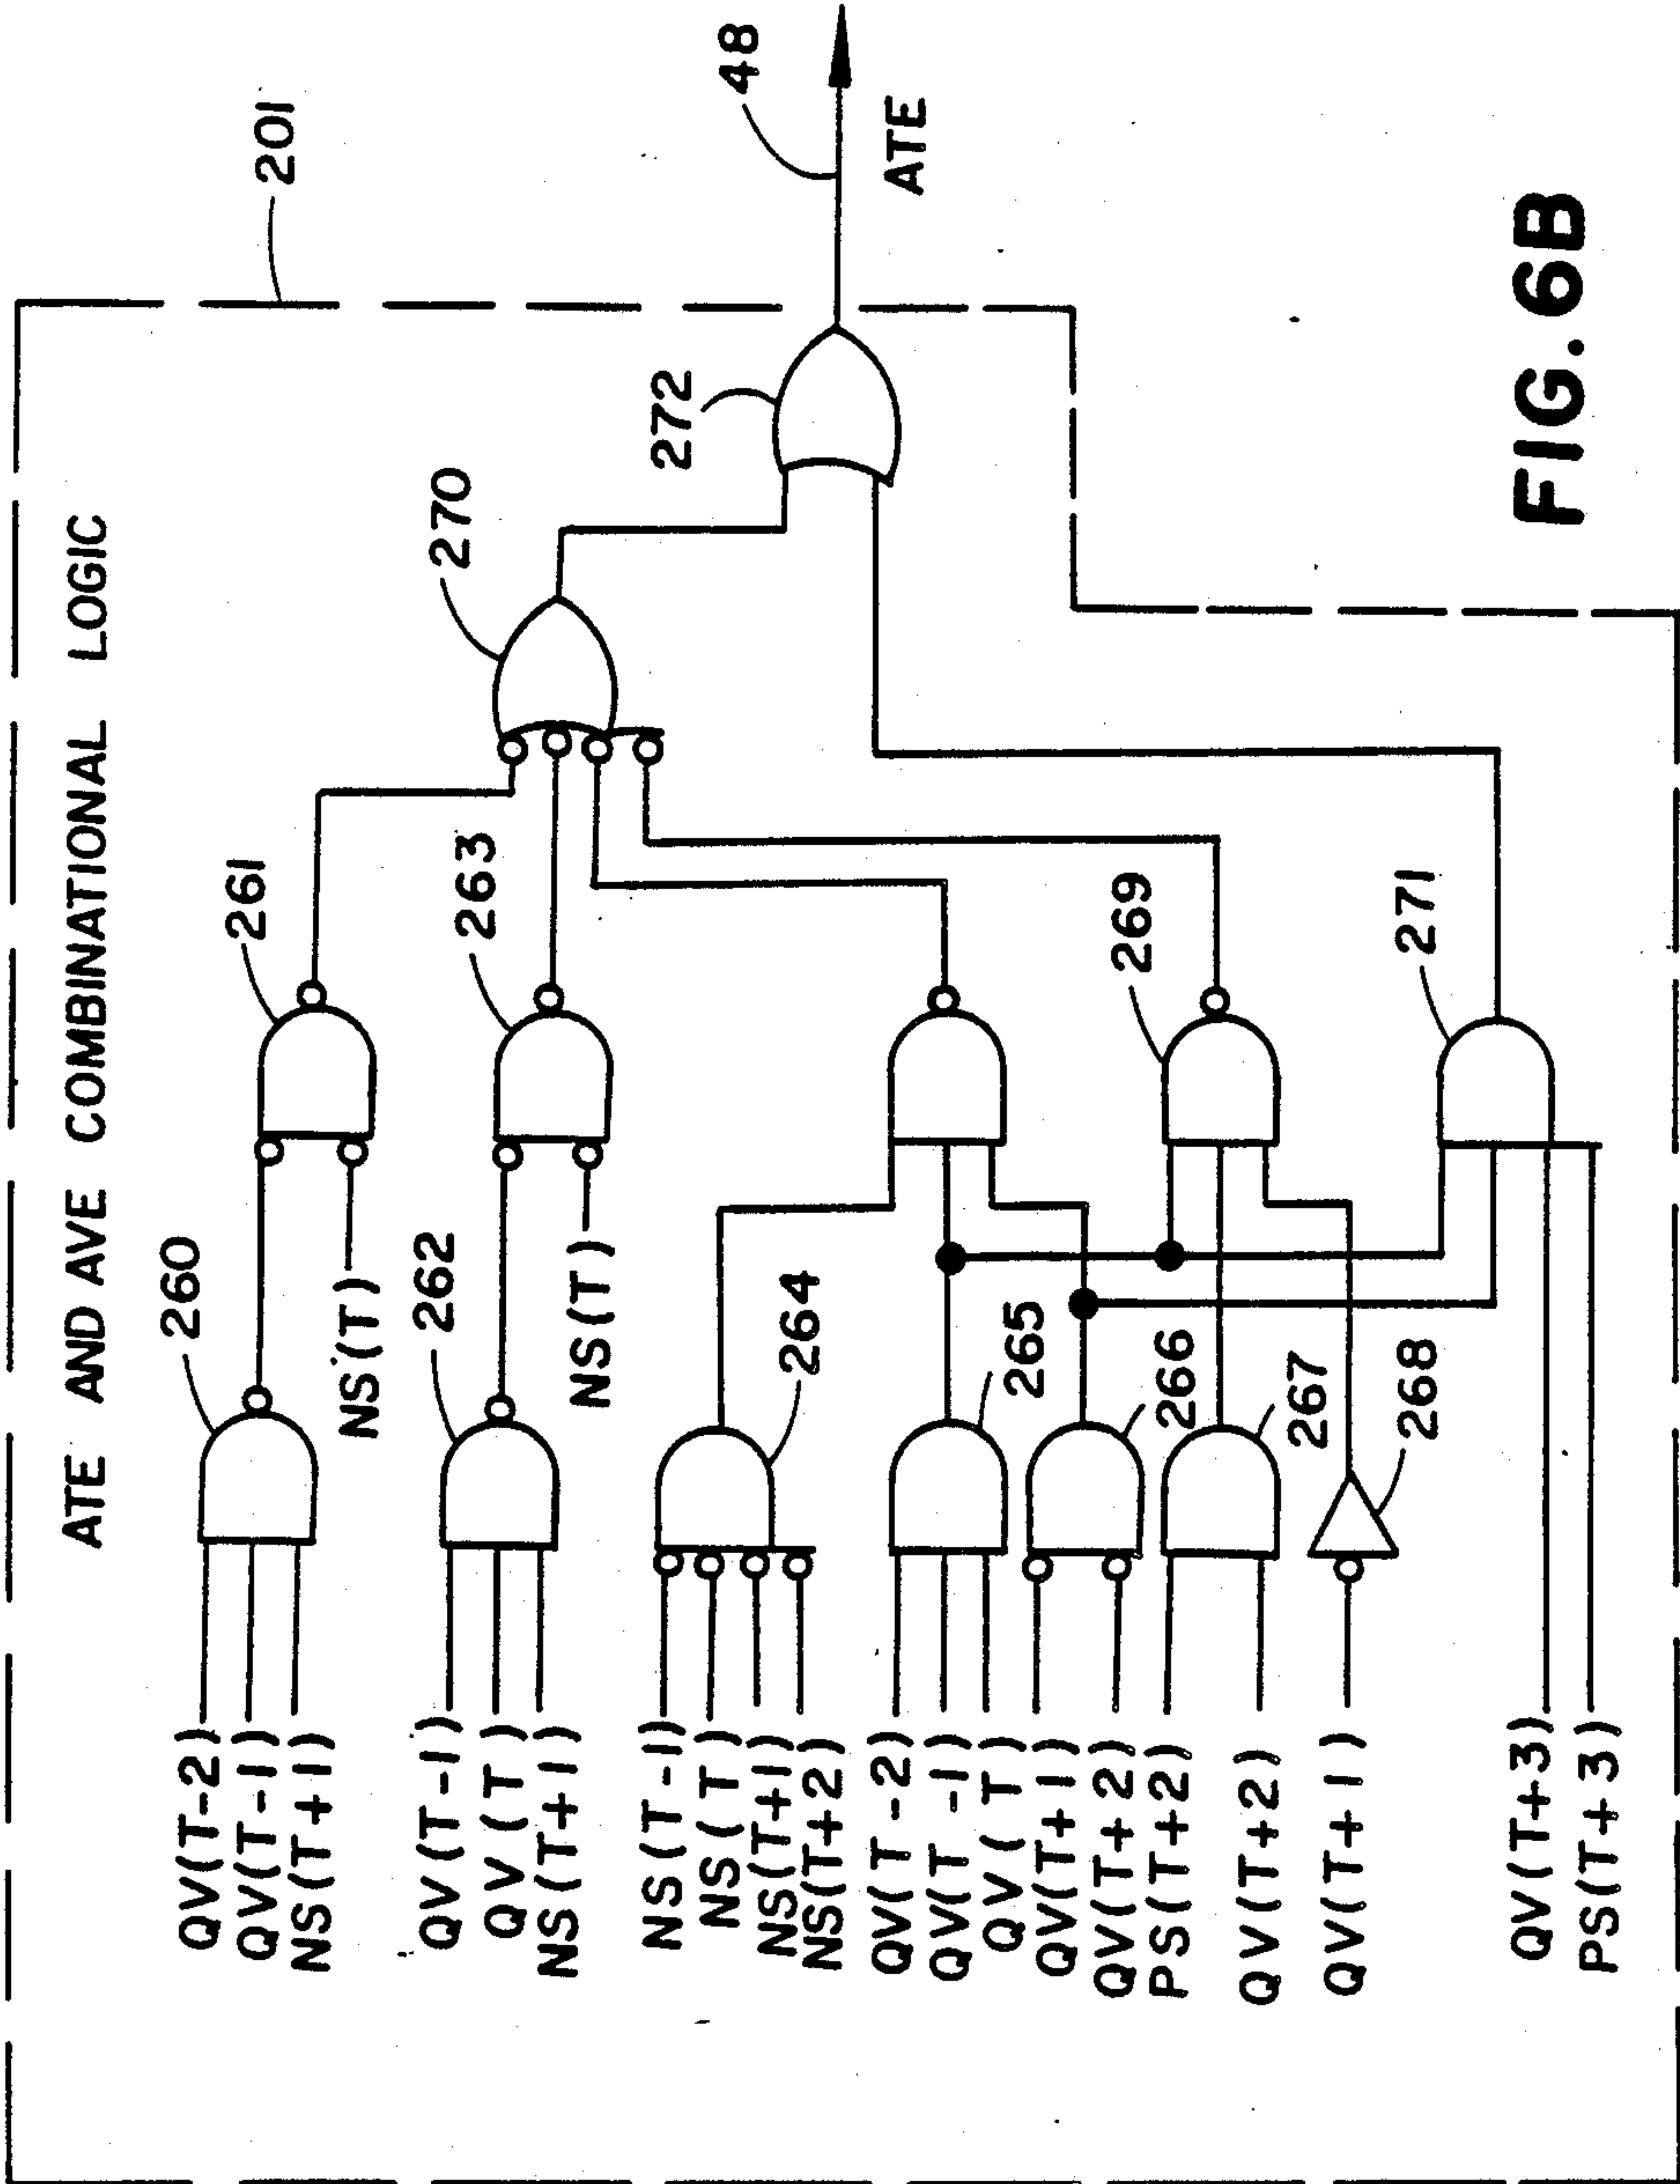 ATE AND AVE COMBINATIONAL LOGIC
201
260
261
270
272
48
ATE
QV(T-2)
QV(T-1)
NS(T+1)
NS(T)
262
263
QV(T-1)
QV(T)
NS(T+1)
NS(T)
264
NS(T-1)
NS(T)
NS(T+1)
NS(T+2)
265
QV(T-2)
QV(T-1)
QV(T)
266
269
QV(T+1)
QV(T+2)
267
PS(T+2)
QV(T+2)
268
QV(T+1)
271
QV(T+3)
PS(T+3)
FIG. 6B